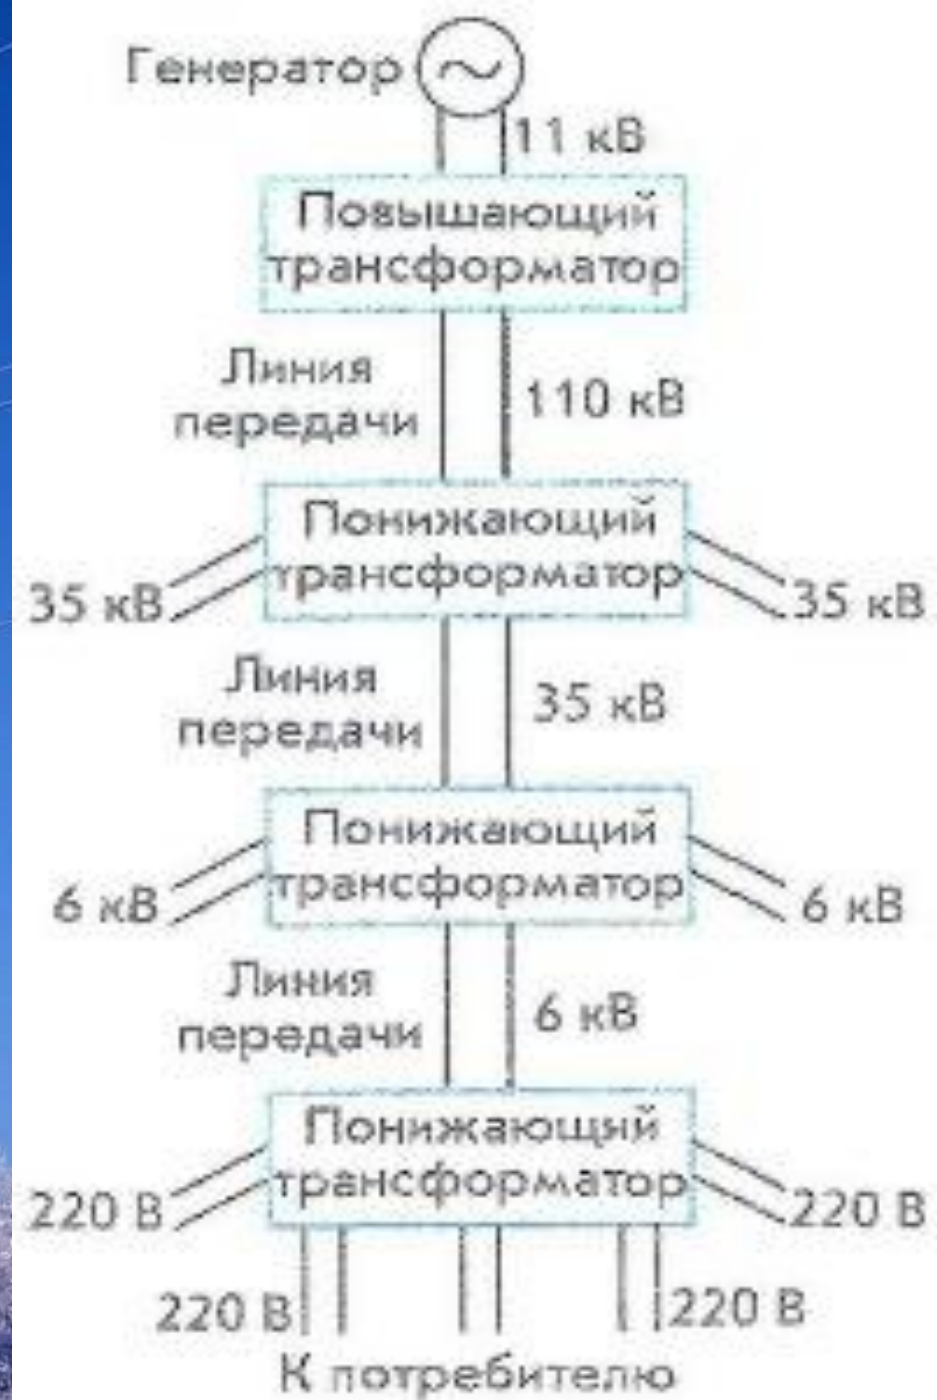 Генератор
11 кВ
Повышающий
трансформатор
Линия
передачи
110 кВ
Понижающий
трансформатор
35 кВ
35 кВ
Линия
передачи
35 кВ
Понижающий
трансформатор
6 кВ
6 кВ
Линия
передачи
6 кВ
Понижающий
трансформатор
220 В
220 В
220 В
220 В
К потребителю